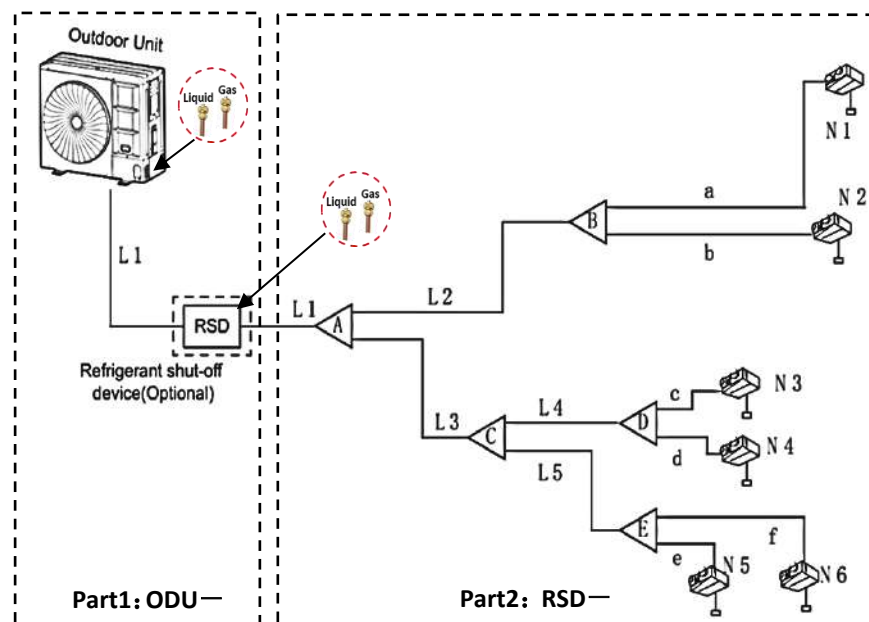 Outdoor Unit
Liquid
Gas
L1
RSD
Refrigerant shut-off
device(Optional)
Part1：ODU—
Liquid
Gas
L1
A
L2
B
a
N1
b
N2
L3
C
L4
D
c
N3
d
N4
L5
E
f
e
N5
N6
Part2：RSD—